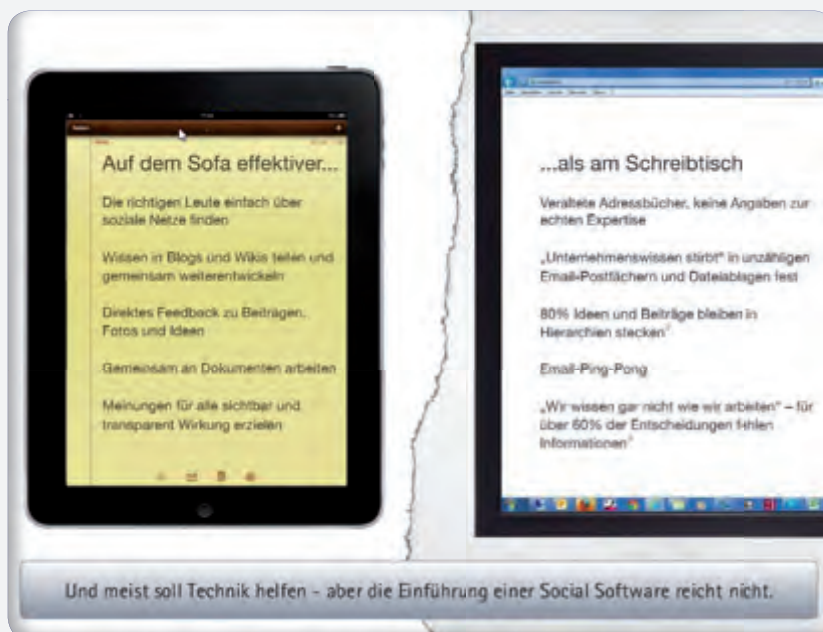 Auf dem Sofa effektiver...
Die richtigen Leute einfach über
soziale Netze finden
Wissen in Blogs und Wikis teilen und
gemeinsam weiterentwickeln
Direktes Feedback zu Beiträgen,
Fotos und Ideen
Gemeinsam an Dokumenten arbeiten
Meinungen für alle sichtbar und
transparent Wirkung erzielen
...als am Schreibtisch
Veraltete Adressbücher, keine Angaben zur
echten Expertise
„Unternehmenswissen stirbt“ in unzähligen
Email-Postfächern und Dateiablagen fest
80% Ideen und Beiträge bleiben in
Hierarchien stecken
Email-Ping-Pong
„Wir wissen gar nicht wie wir arbeiten“ – für
über 60% der Entscheidungen fehlen
Informationen
Und meist soll Technik helfen – aber die Einführung einer Social Software reicht nicht.